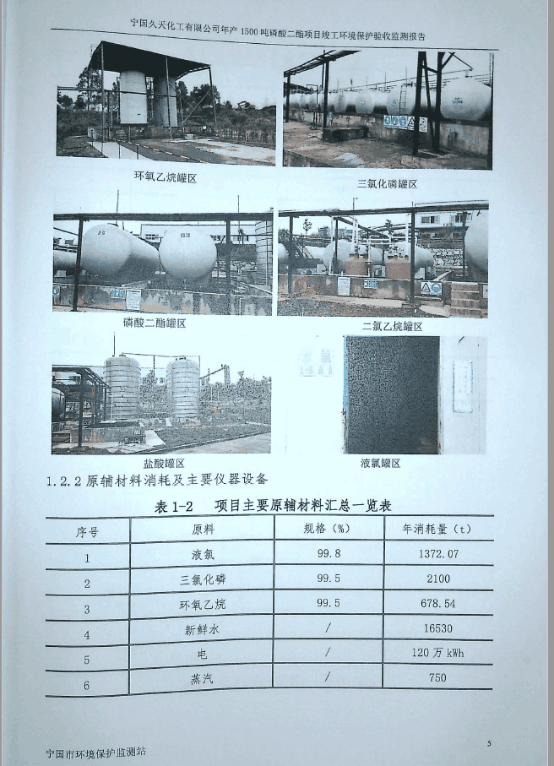 宁国久天化工有限公司年产1500吨磷酸二酯项目竣工环境保护验收监测报告
环氧乙烷罐区 三氯化磷罐区
磷酸二酯罐区 二氯乙烷罐区
盐酸罐区 液氯罐区
1.2.2原辅材料消耗及主要仪器设备
表 1-2 项目主要原辅材料汇总一览表
序号 原料 规格(%) 年消耗量(t)
1 液氯 99.8 1372.07
2 三氯化磷 99.5 2100
3 环氧乙烷 99.5 678.54
4 新鲜水 / 16530
5 电 / 120万kWh
6 蒸汽 / 750
5
宁国市环境保护监测站